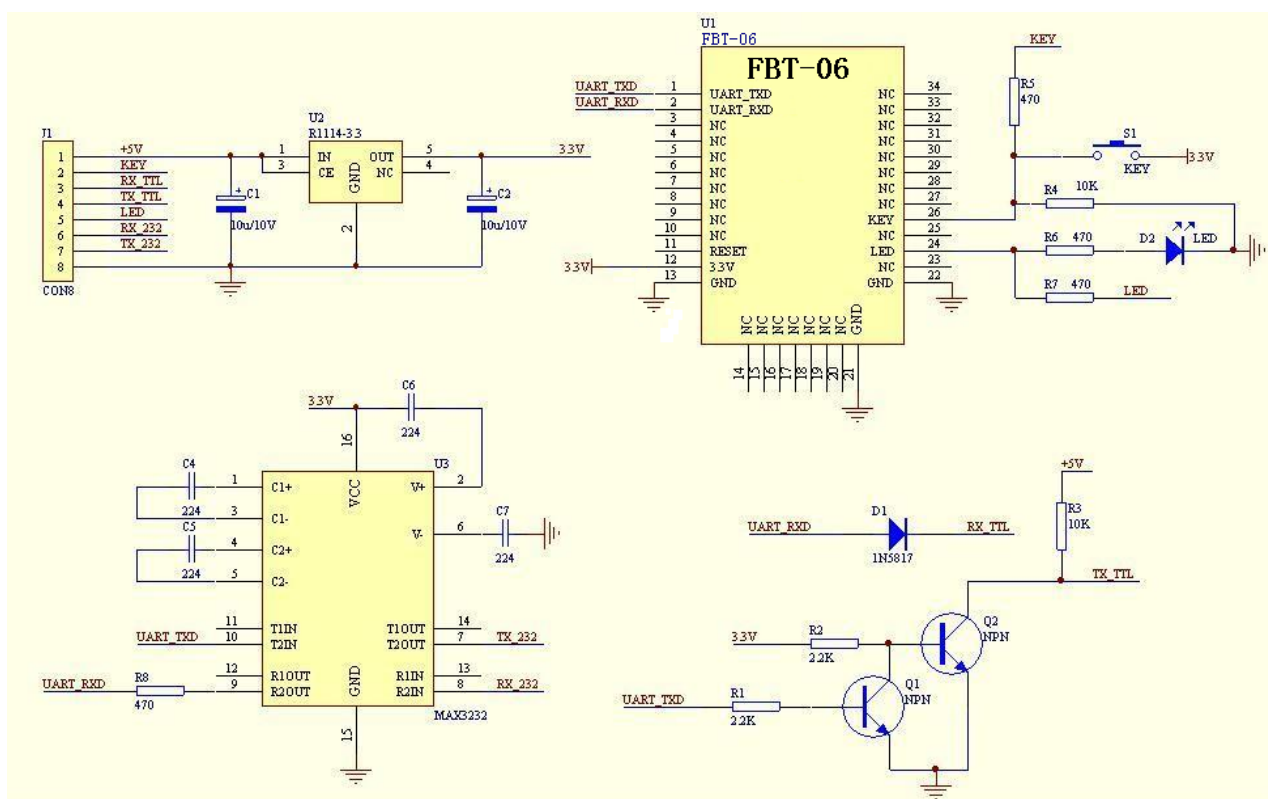 J1
1 +5V
2 KEY
3 RX_TTL
4 TX_TTL
5 LED
6 RX_232
7 TX_232
8
CON8
U2
R1114-33
1 IN OUT 5
3 CE NC 4
GND
2
+
C1
10u/10V
+
C2
10u/10V
3.3V
U1
FBT-06
FBT-06
UART_TXD 1 UART_TXD NC 34
UART_RXD 2 UART_RXD NC 33
3 NC NC 32
4 NC NC 31
5 NC NC 30
6 NC NC 29
7 NC NC 28
8 NC NC 27
9 NC KEY 26
10 NC NC 25
11 RESET LED 24
3.3V 12 3.3V NC 23
13 GND GND 22
NC NC NC NC NC NC NC GND
14 15 16 17 18 19 20 21
KEY
R5
470
S1
KEY
3.3V
R4 10K
R6 470
D2 LED
R7 470 LED
3.3V
C6
224
16
U3
C4
224
C5
224
1 C1+ VCC V+ 2
3 C1-
4 C2+ V- 6
C7
224
5 C2-
11 T1IN T1OUT 14
UART_TXD 10 T2IN T2OUT 7 TX_232
12 R1OUT GND R1IN 13
UART_RXD R8 9 R2OUT R2IN 8 RX_232
470
MAX3232
15
+5V
R3
10K
UART_RXD D1 RX_TTL
1N5817
TX_TTL
Q2
NPN
3.3V R2
2.2K
Q1
NPN
UART_TXD R1
2.2K